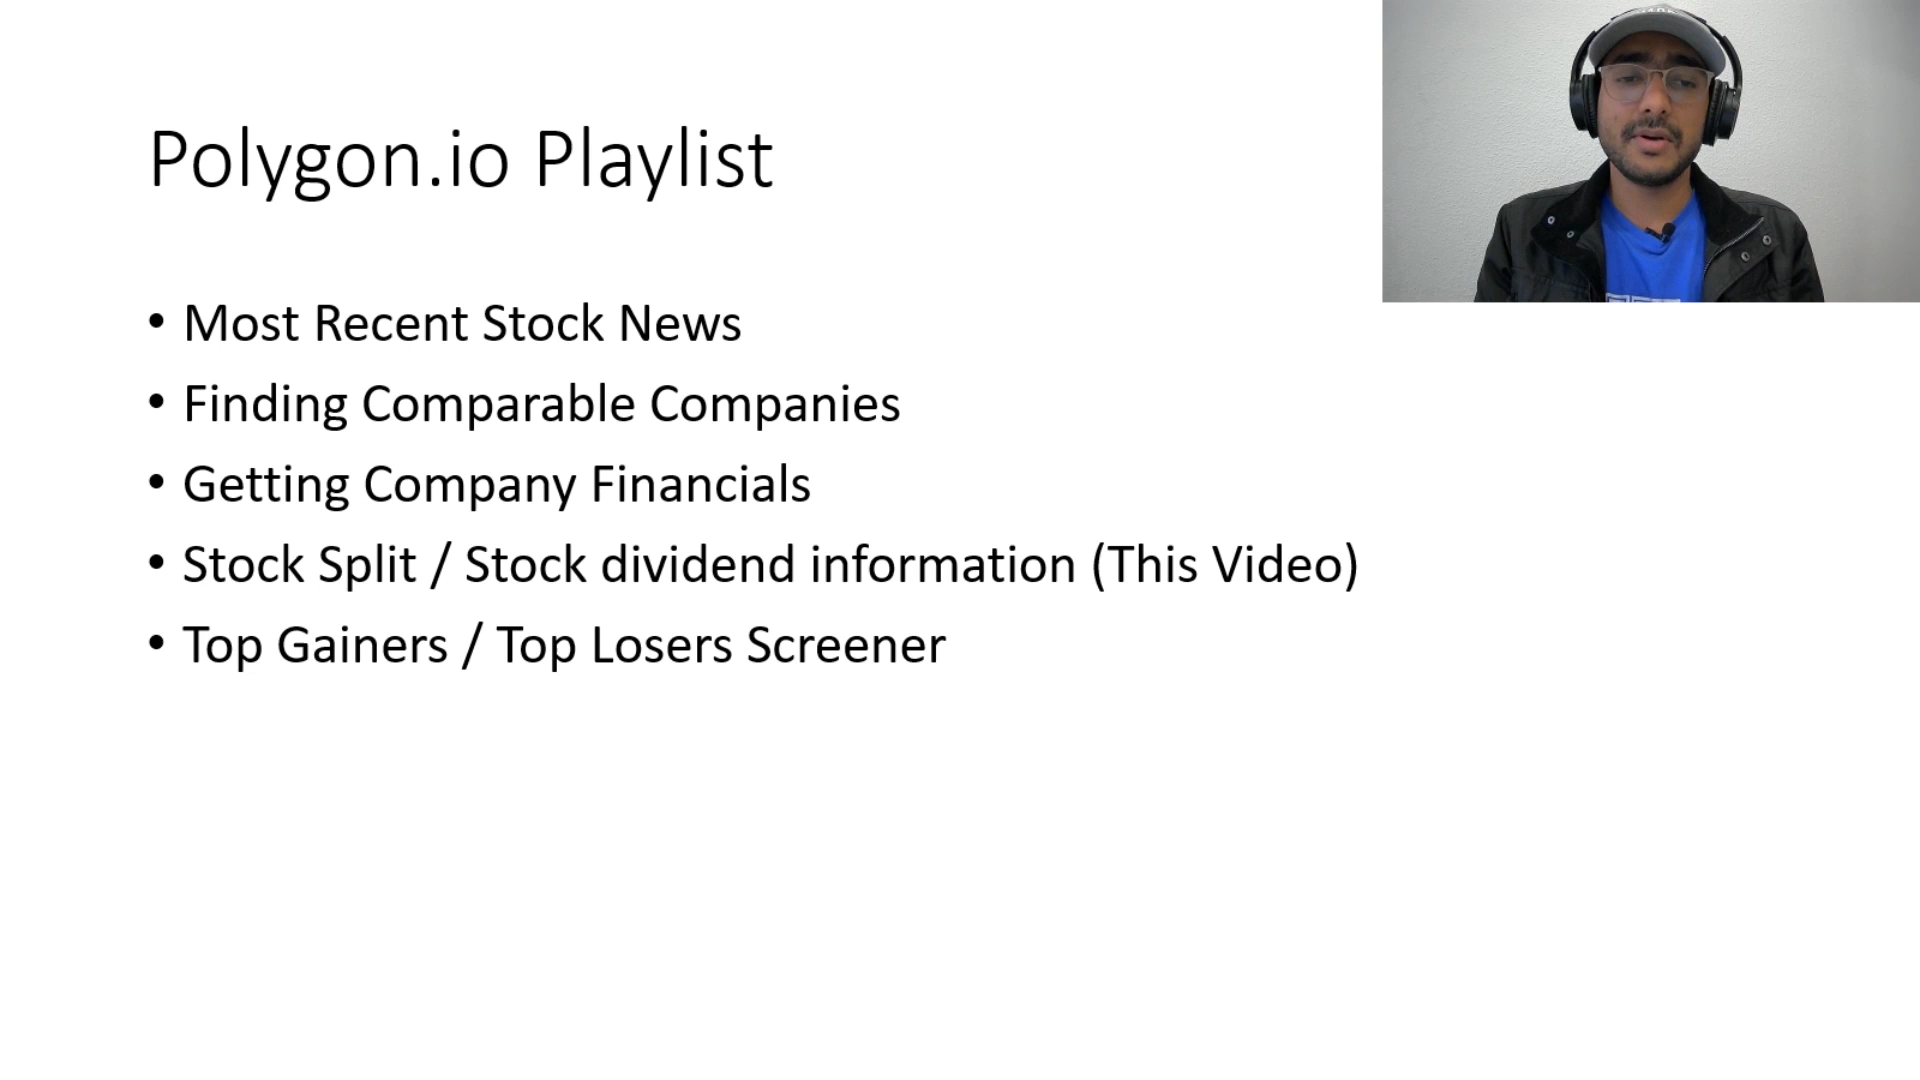 Polygon.io Playlist
• Most Recent Stock News
• Finding Comparable Companies
• Getting Company Financials
• Stock Split / Stock dividend information (This Video)
• Top Gainers / Top Losers Screener